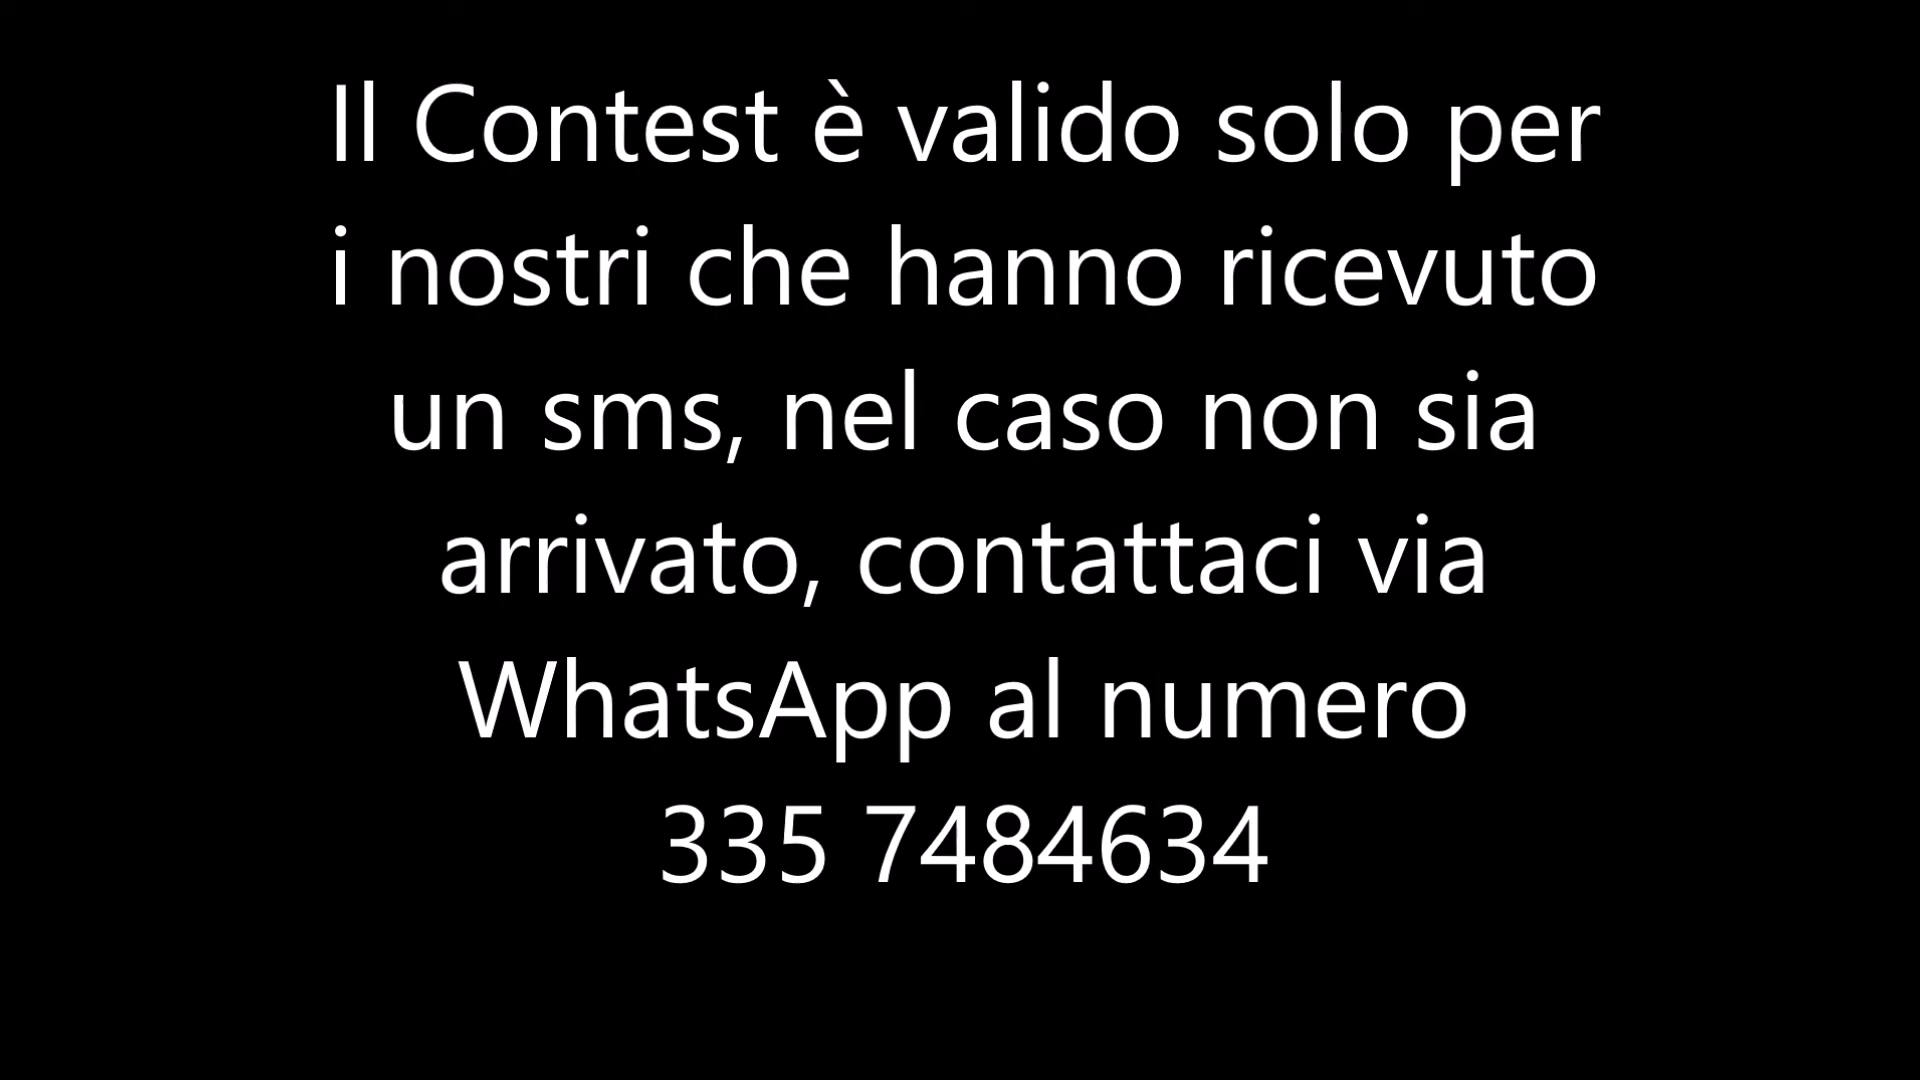 Il Contest è valido solo per
i nostri che hanno ricevuto
un sms, nel caso non sia
arrivato, contattaci via
WhatsApp al numero
335 7484634